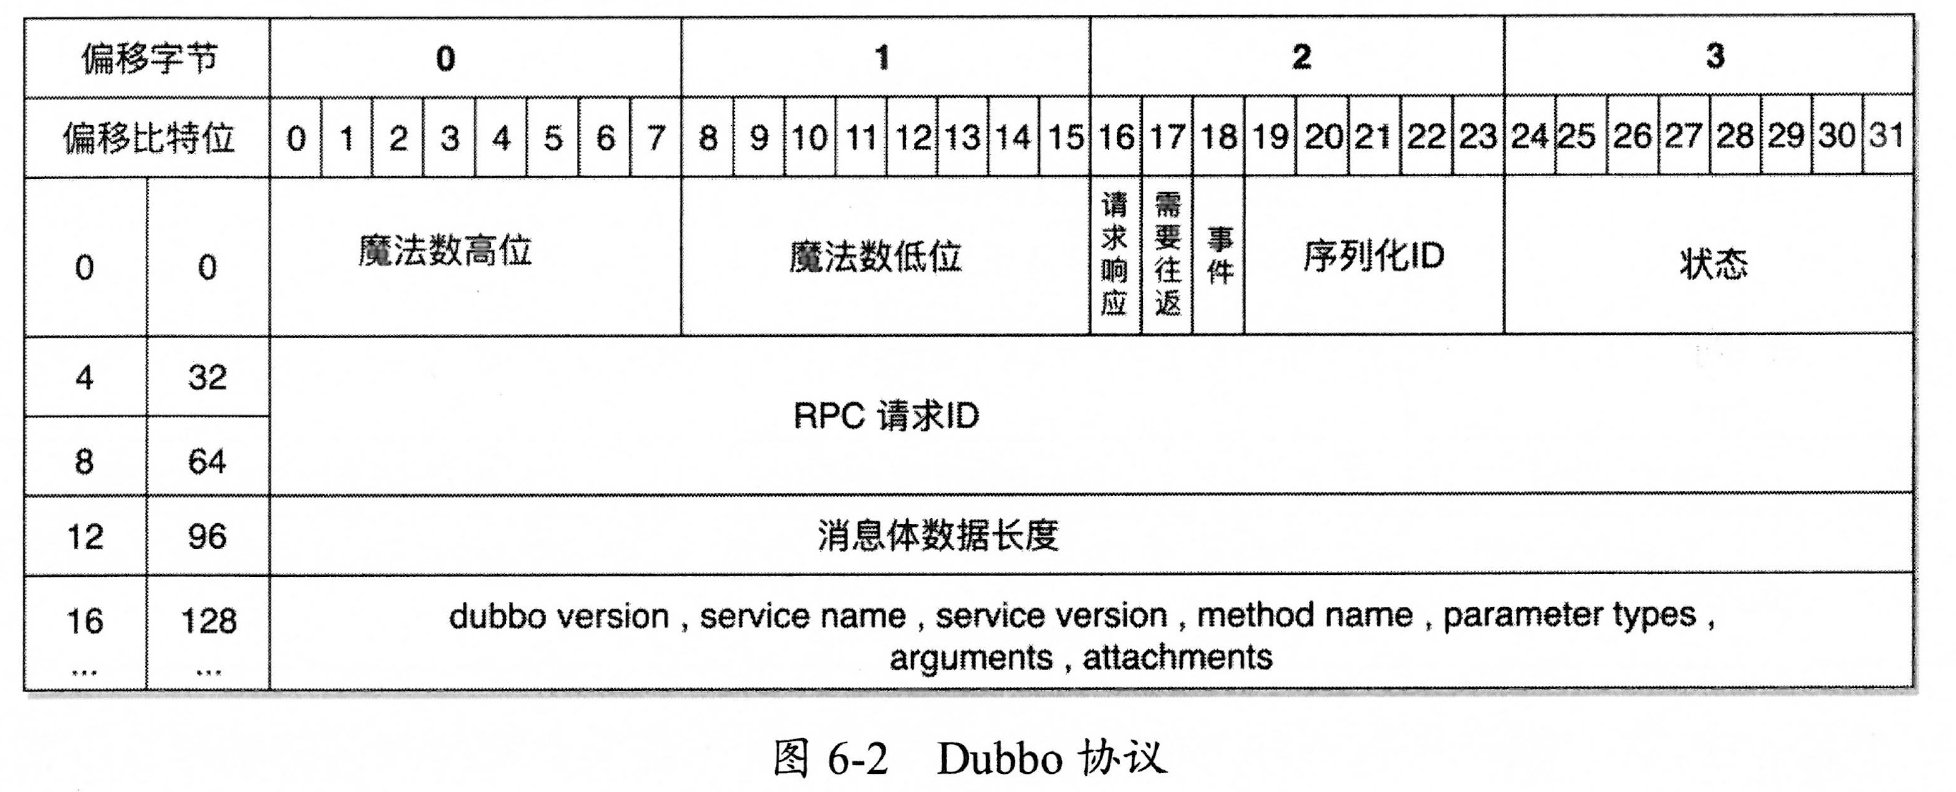 偏移字节 0 1 2 3
偏移比特位 0 1 2 3 4 5 6 7 8 9 10 11 12 13 14 15 16 17 18 19 20 21 22 23 24 25 26 27 28 29 30 31
0 0 魔法数高位 魔法数低位 请求响应 需要往返 事件 序列化ID 状态
4 32
RPC 请求ID
8 64
12 96 消息体数据长度
16 128 dubbo version , service name , service version , method name , parameter types ,
... ... arguments , attachments
图 6-2 Dubbo 协议